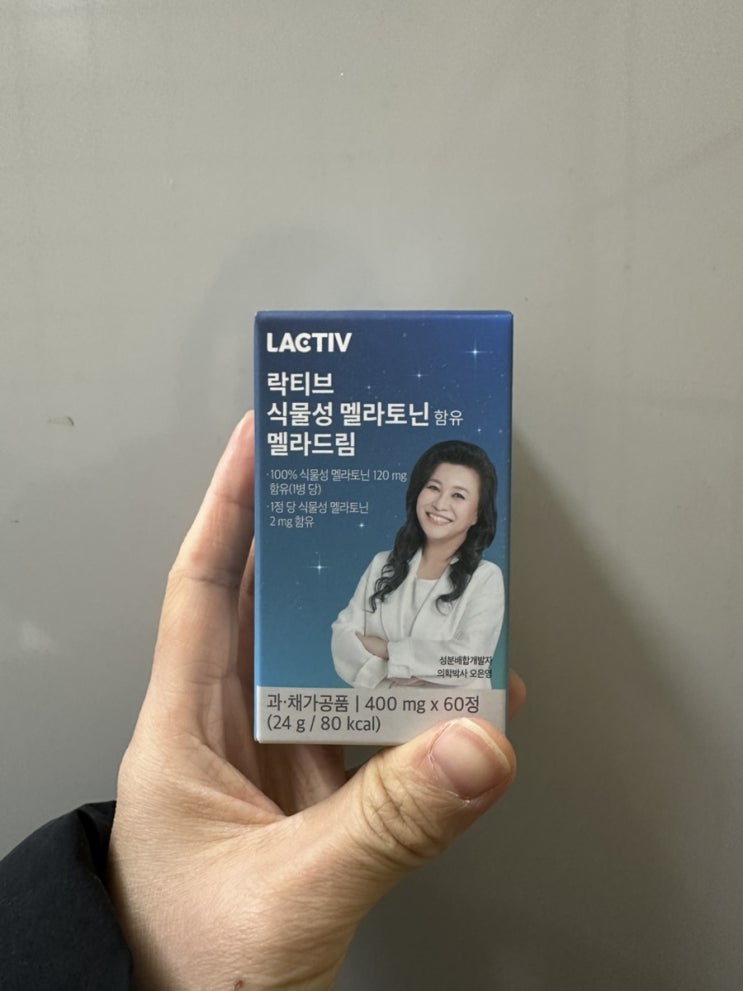 LACTIV
락티브
식물성 멜라토닌 함유
멜라드림
·100% 식물성 멜라토닌 120 mg
함유(1병 당)
·1정 당 식물성 멜라토닌
2 mg 함유
성분배합개발자
의학박사 오은영
과·채가공품 | 400 mg x 60정
(24 g / 80 kcal)